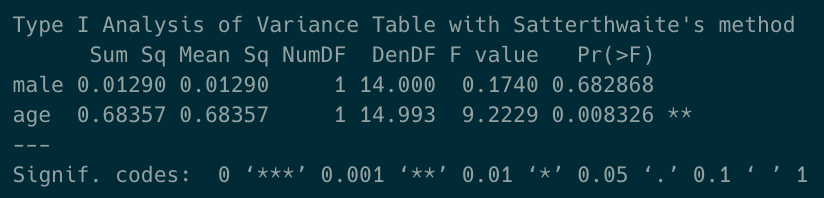 Type I Analysis of Variance Table with Satterthwaite's method
      Sum Sq Mean Sq NumDF  DenDF F value   Pr(>F)
male 0.01290 0.01290     1 14.000  0.1740 0.682868
age  0.68357 0.68357     1 14.993  9.2229 0.008326 **
---
Signif. codes:  0 ‘***’ 0.001 ‘**’ 0.01 ‘*’ 0.05 ‘.’ 0.1 ‘ ’ 1